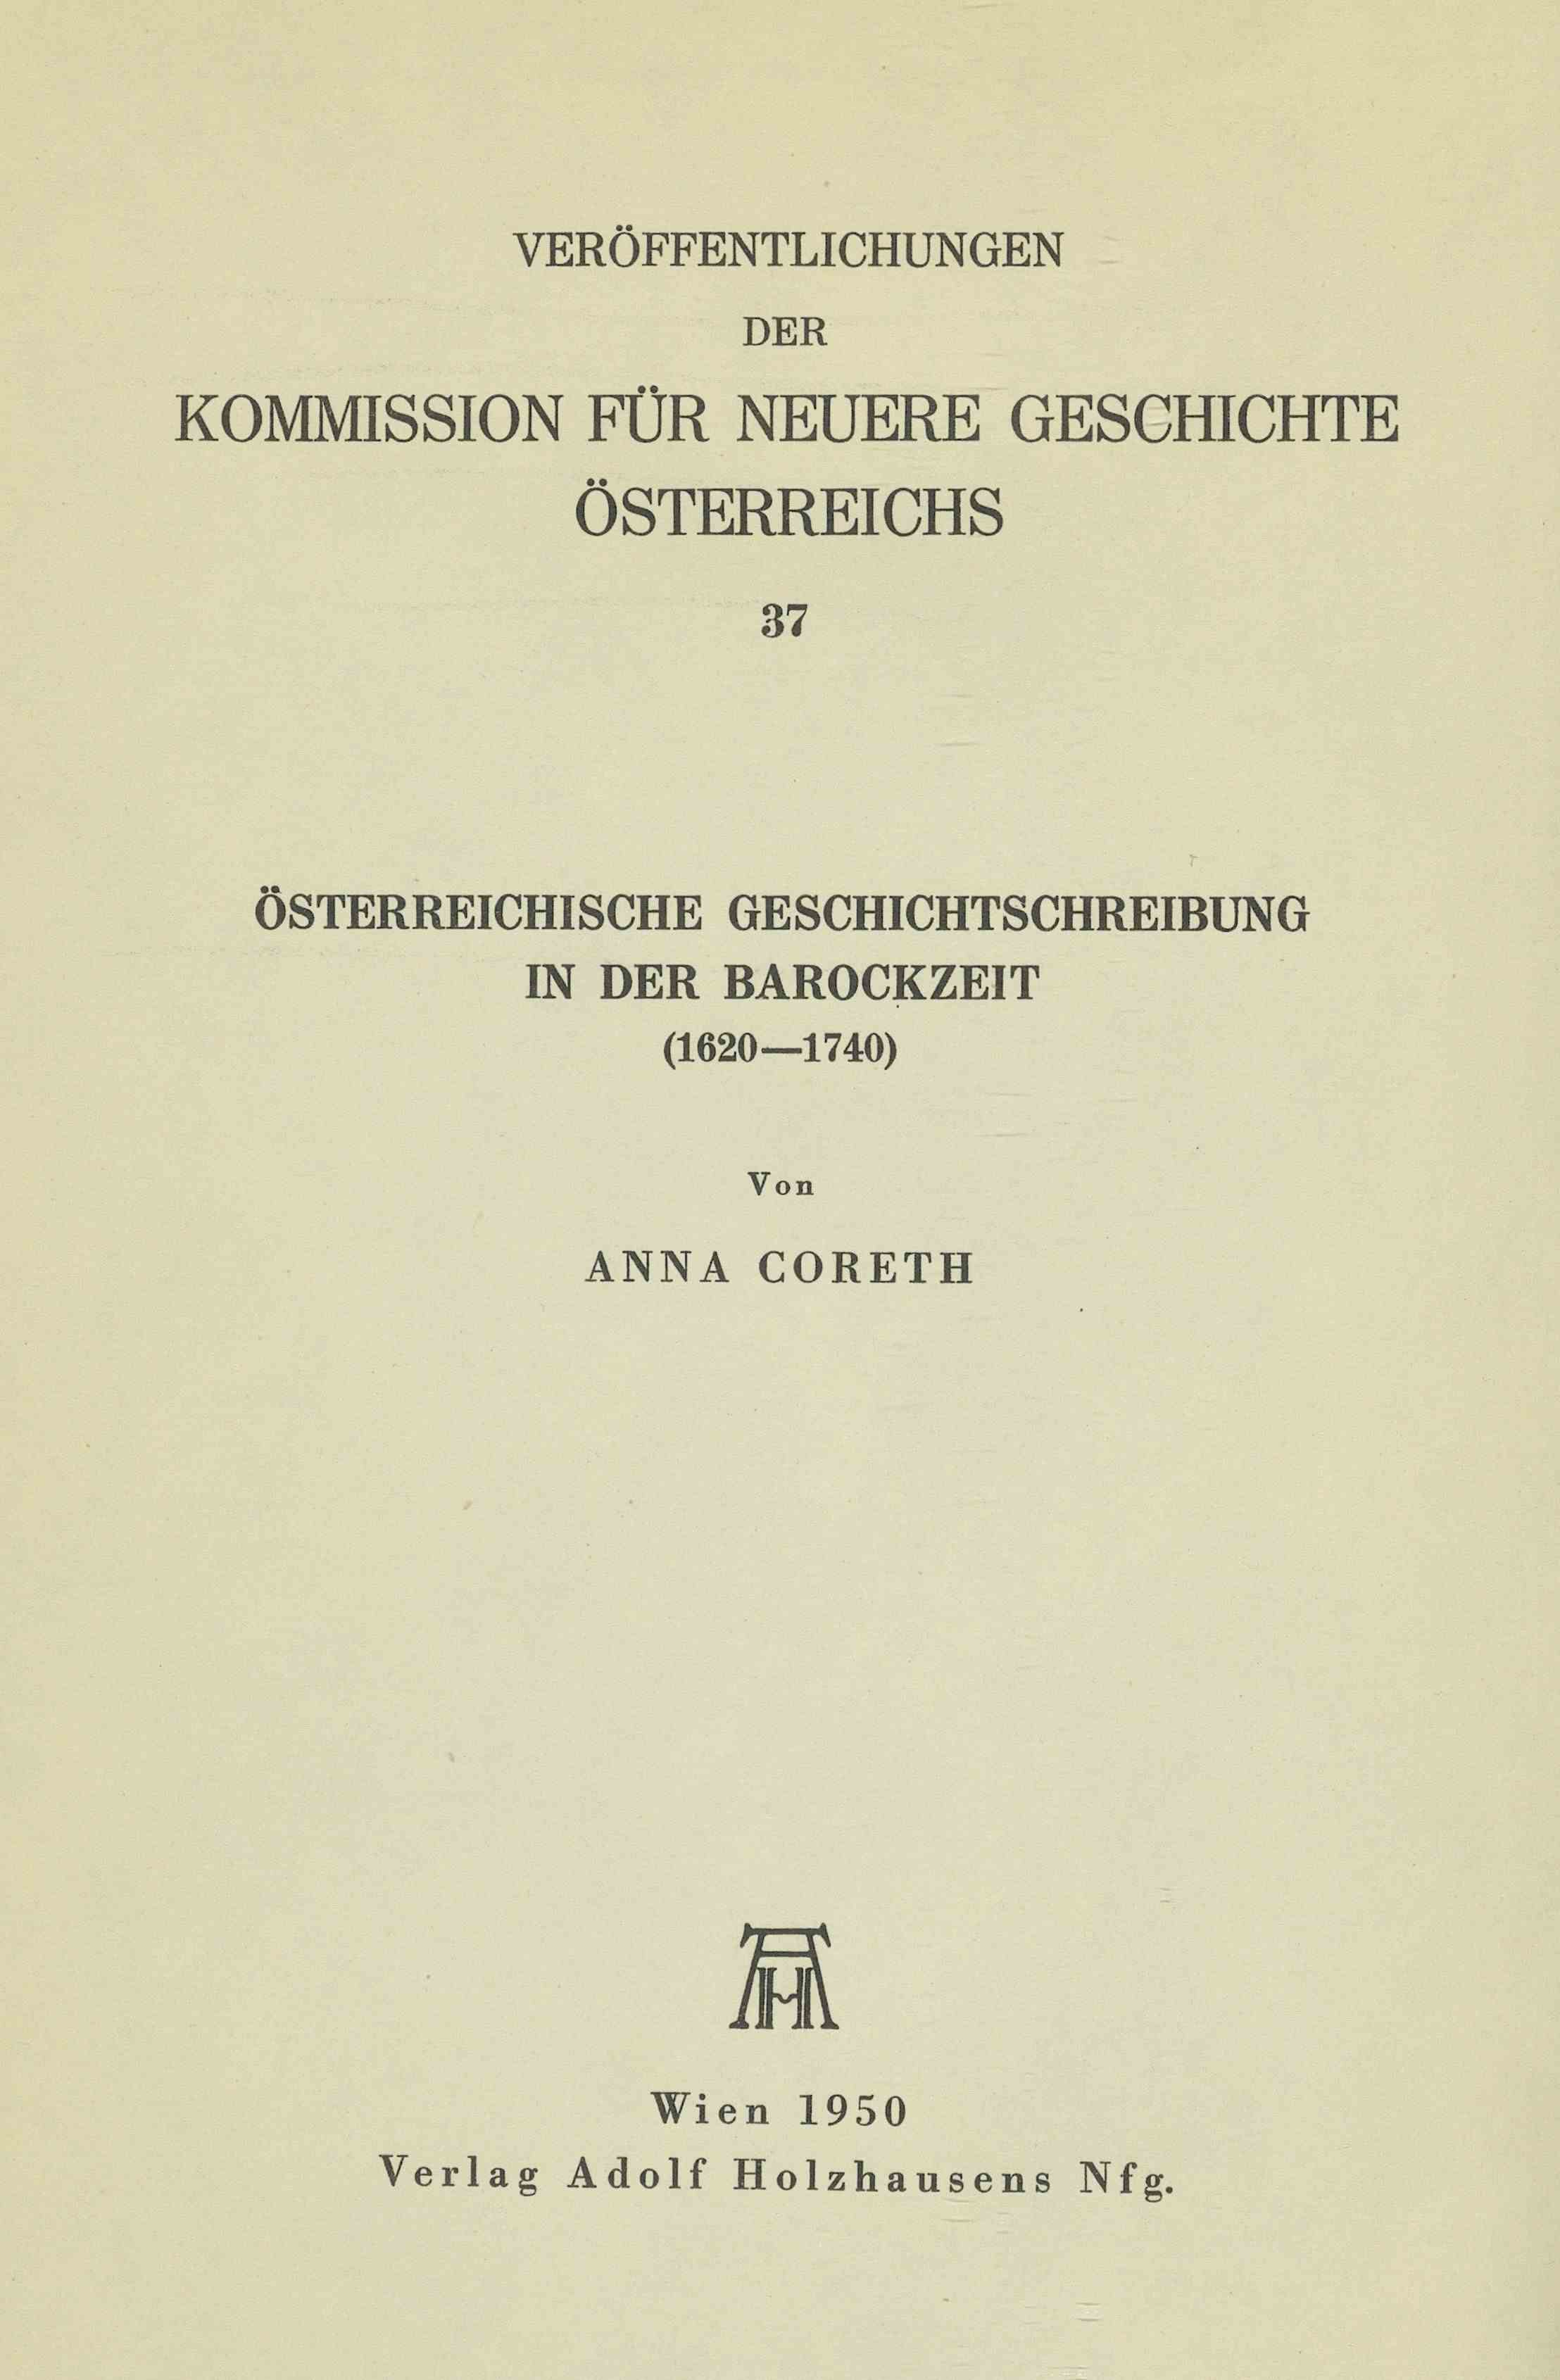 VERÖFFENTLICHUNGEN
DER
KOMMISSION FÜR NEUERE GESCHICHTE
ÖSTERREICHS
37
ÖSTERREICHISCHE GESCHICHTSCHREIBUNG
IN DER BAROCKZEIT
(1620—1740)
Von
ANNA CORETH
AH
Wien 1950
Verlag Adolf Holzhausens Nfg.